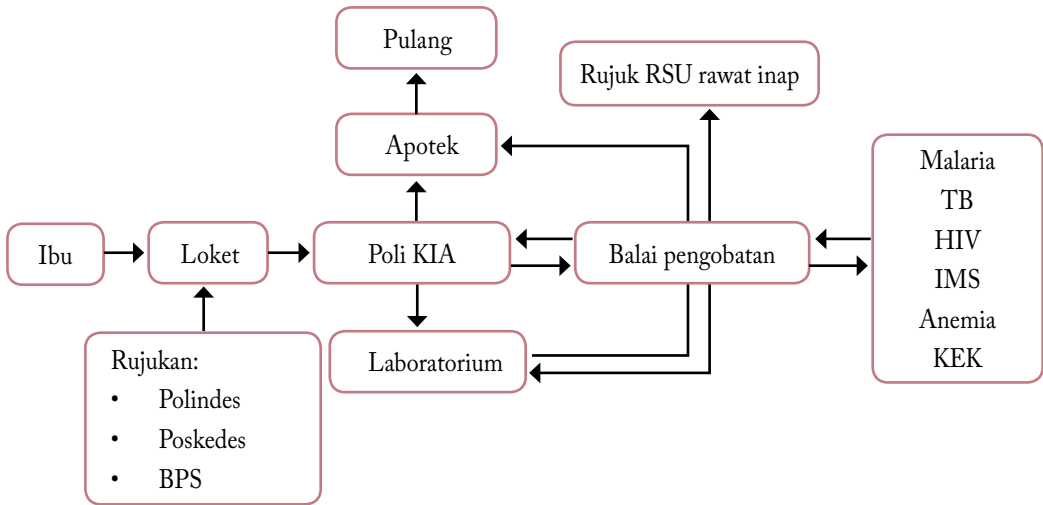 Pulang
Rujuk RSU rawat inap
Apotek
Malaria
TB
HIV
IMS
Anemia
KEK
Ibu
Loket
Poli KIA
Balai pengobatan
Laboratorium
Rujukan:
• Polindes
• Poskedes
• BPS